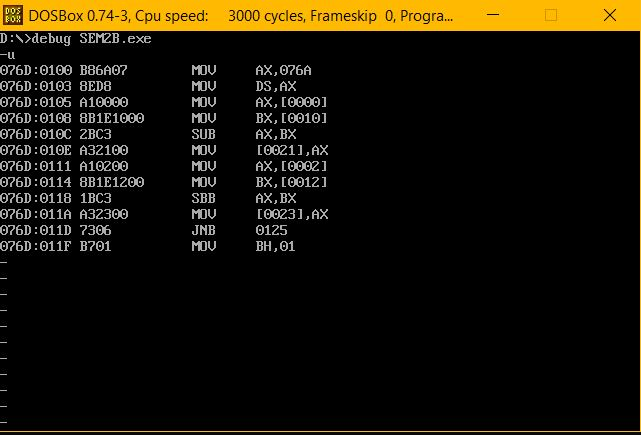 DOS BOX DOSBox 0.74-3, Cpu speed: 3000 cycles, Frameskip 0, Progra...
D:\>debug SEM2B.exe
-u
076D:0100 B86A07 MOV AX,076A
076D:0103 8ED8 MOV DS,AX
076D:0105 A10000 MOV AX,[0000]
076D:0108 8B1E1000 MOV BX,[0010]
076D:010C 2BC3 SUB AX,BX
076D:010E A32100 MOV [0021],AX
076D:0111 A10200 MOV AX,[0002]
076D:0114 8B1E1200 MOV BX,[0012]
076D:0118 1BC3 SBB AX,BX
076D:011A A32300 MOV [0023],AX
076D:011D 7306 JNB 0125
076D:011F B701 MOV BH,01
-
-
-
-
-
-
-
-
-
-
-